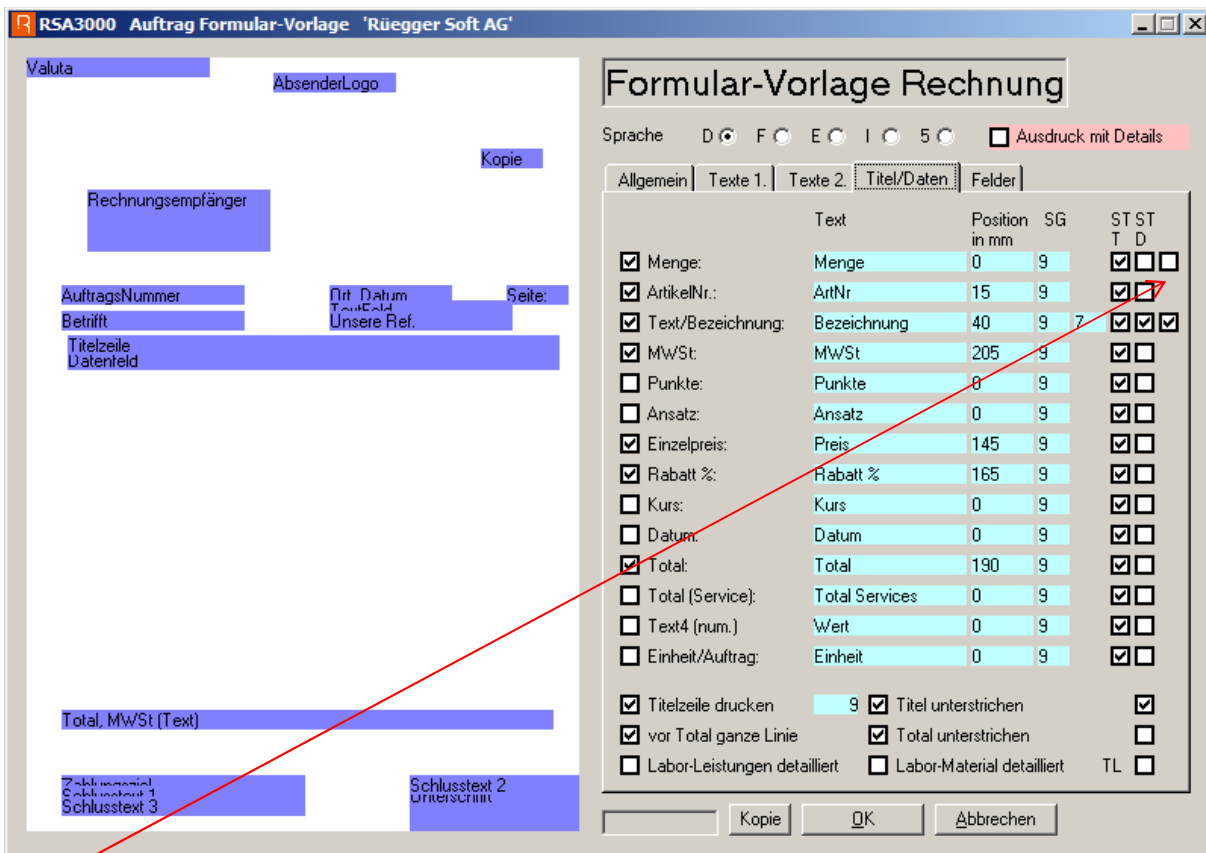 RSA3000 Auftrag Formular-Vorlage 'Rüegger Soft AG'
Valuta
AbsenderLogo
Kopie
Rechnungsempfänger
AuftragsNummer
Ort, Datum
Seite:
TextFeld
Betrifft
Unsere Ref.
Titelzeile
Datenfeld
Total, MWSt (Text)
Zahlungsziel
Schlusstext 1
Schlusstext 3
Schlusstext 2
Unterschrift
Formular-Vorlage Rechnung
Sprache D F E I 5 Ausdruck mit Details
Allgemein Texte 1. Texte 2. Titel/Daten Felder
Text Position SG ST ST
in mm T D
Menge: Menge 0 9
ArtikelNr.: ArtNr 15 9
Text/Bezeichnung: Bezeichnung 40 9 7
MWSt: MWSt 205 9
Punkte: Punkte 0 9
Ansatz: Ansatz 0 9
Einzelpreis: Preis 145 9
Rabatt %: Rabatt % 165 9
Kurs: Kurs 0 9
Datum: Datum 0 9
Total: Total 190 9
Total (Service): Total Services 0 9
Text4 (num.) Wert 0 9
Einheit/Auftrag: Einheit 0 9
Titelzeile drucken 9 Titel unterstrichen
vor Total ganze Linie Total unterstrichen
Labor-Leistungen detailliert Labor-Material detailliert TL
Kopie OK Abbrechen